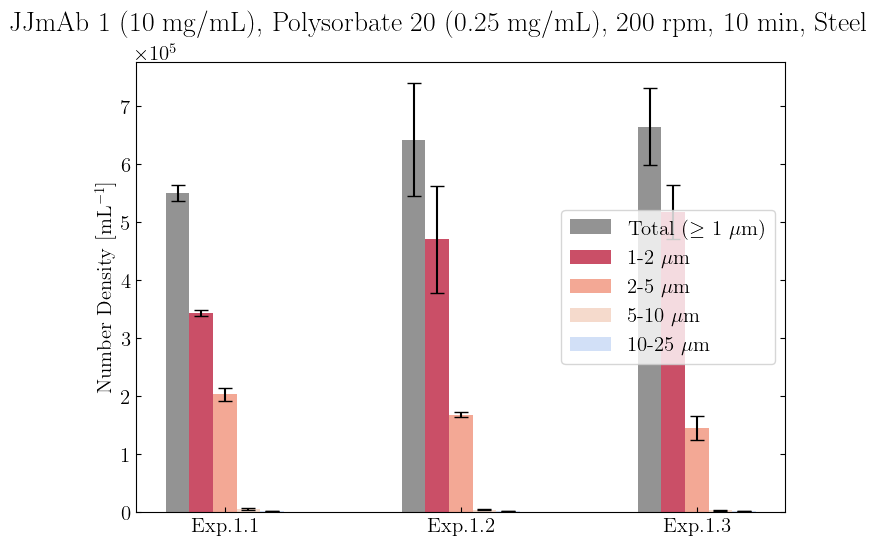 JJmAb 1 (10 mg/mL), Polysorbate 20 (0.25 mg/mL), 200 rpm, 10 min, Steel
×10⁵
Number Density [mL⁻¹]
7
6
5
4
3
2
1
0
Total (≥ 1 μm)
1-2 μm
2-5 μm
5-10 μm
10-25 μm
Exp.1.1 Exp.1.2 Exp.1.3